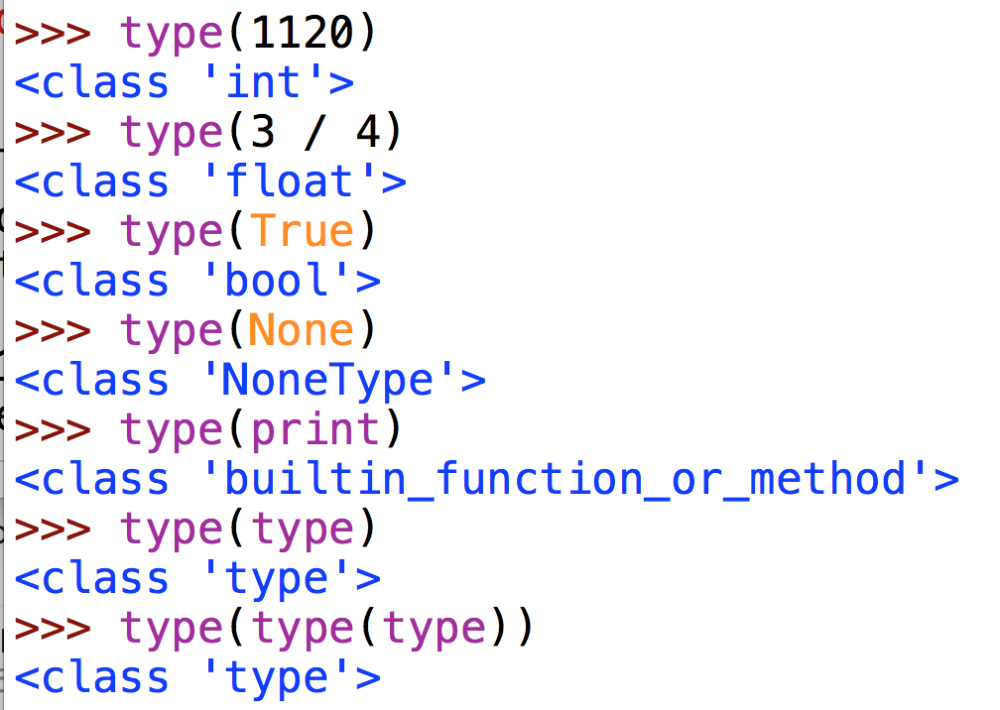 >>> type(1120)
<class 'int'>
>>> type(3 / 4)
<class 'float'>
>>> type(True)
<class 'bool'>
>>> type(None)
<class 'NoneType'>
>>> type(print)
<class 'builtin_function_or_method'>
>>> type(type)
<class 'type'>
>>> type(type(type))
<class 'type'>